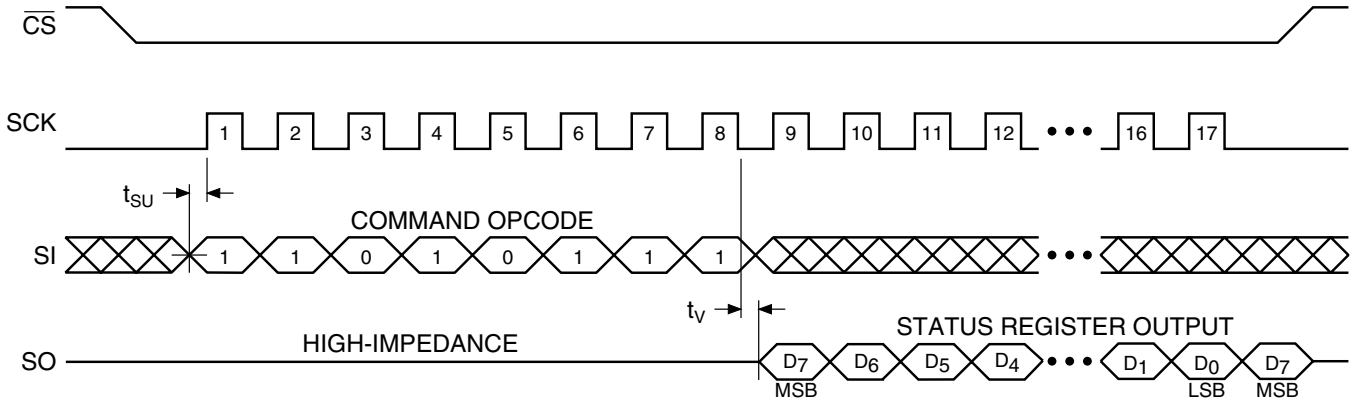 CS
SCK 1 2 3 4 5 6 7 8 9 10 11 12 ••• 16 17
tSU
COMMAND OPCODE
SI 1 1 0 1 0 1 1 1 •••
tV
STATUS REGISTER OUTPUT
HIGH-IMPEDANCE
SO D7 D6 D5 D4 ••• D1 D0 D7
MSB LSB MSB